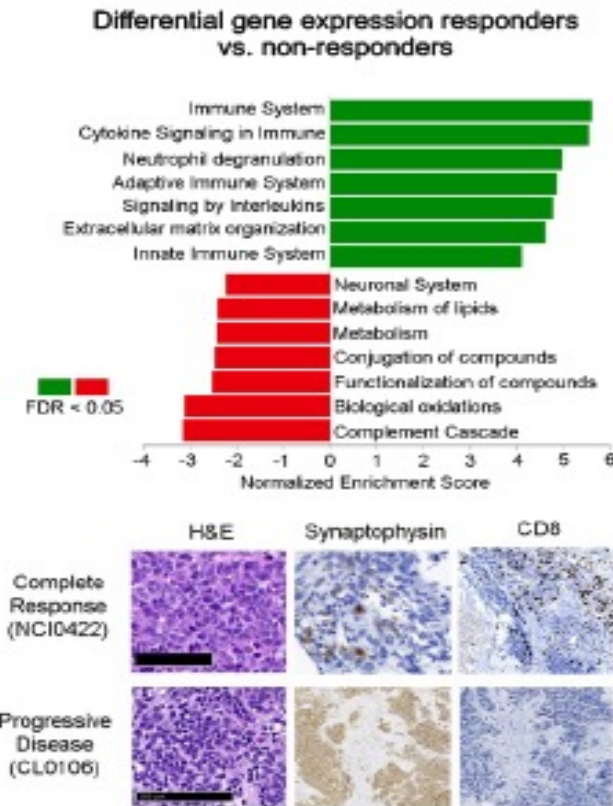 Differential gene expression responders
vs. non-responders
Immune System
Cytokine Signaling in Immune
Neutrophil degranulation
Adaptive Immune System
Signaling by Interleukins
Extracellular matrix organization
Innate Immune System
Neuronal System
Metabolism of lipids
Metabolism
Conjugation of compounds
Functionalization of compounds
Biological oxidations
Complement Cascade
FDR < 0.05
-4 -3 -2 -1 0 1 2 3 4 5 6
Normalized Enrichment Score
H&E Synaptophysin CD8
Complete
Response
(NCI0422)
Progressive
Disease
(CL0106)